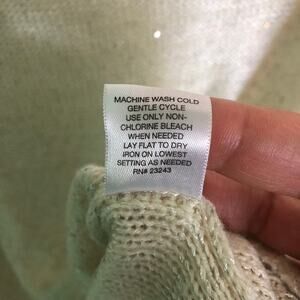 MACHINE WASH COLD
GENTLE CYCLE
USE ONLY NON-
CHLORINE BLEACH
WHEN NEEDED
LAY FLAT TO DRY
IRON ON LOWEST
SETTING AS NEEDED
RN# 23243